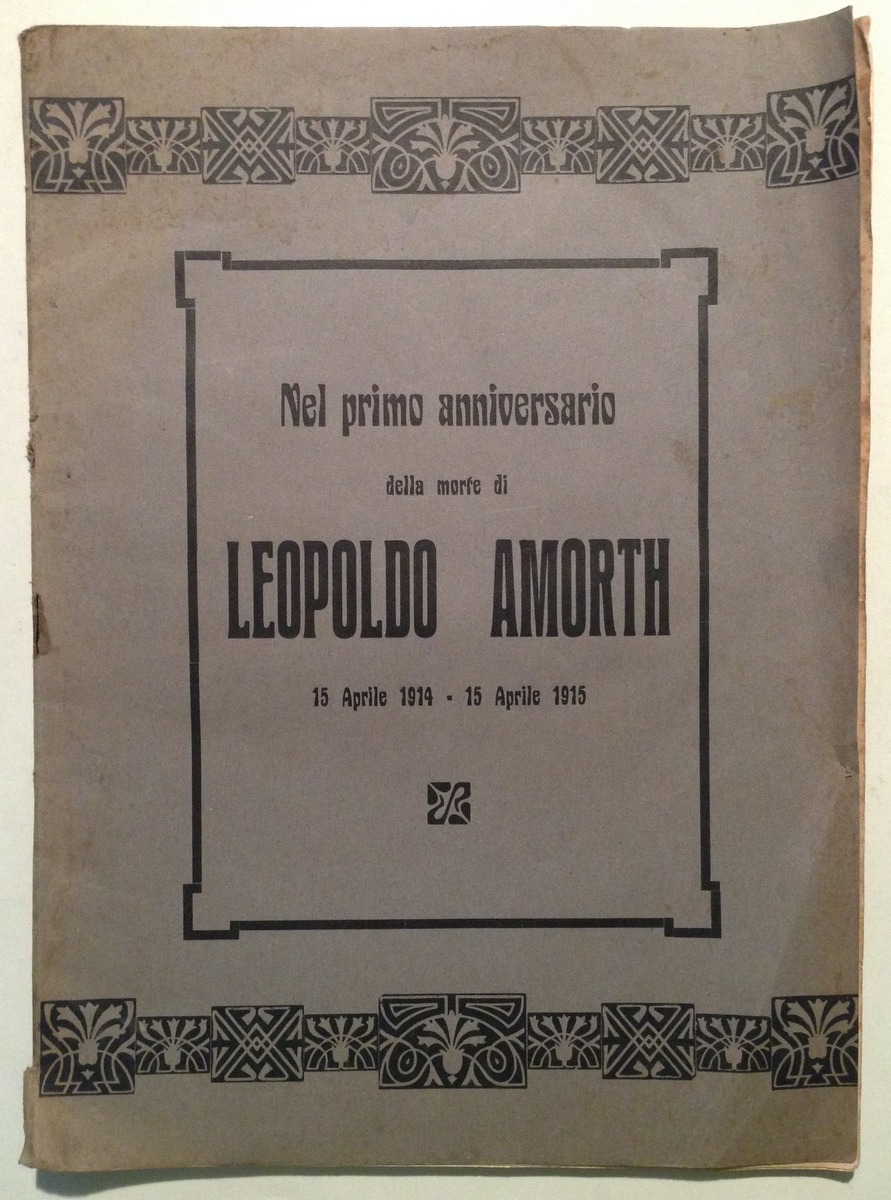 Nel primo anniversario
della morte di
LEOPOLDO AMORTH
15 Aprile 1914 - 15 Aprile 1915